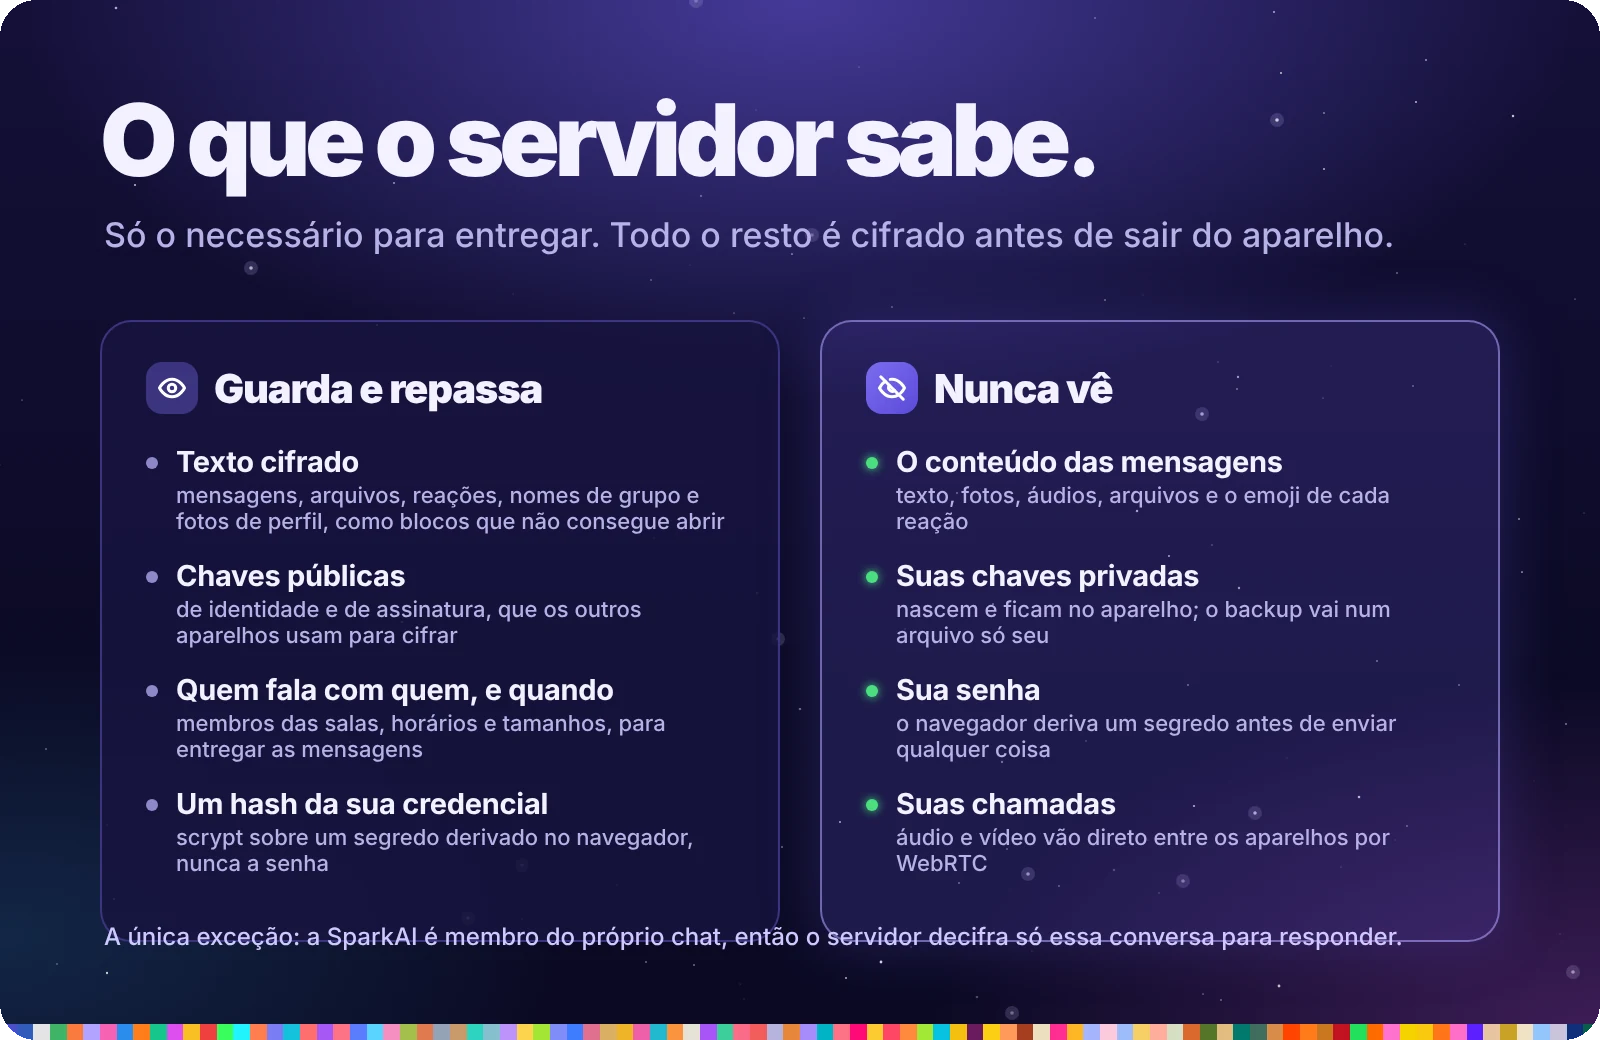 O que o servidor sabe.
Só o necessário para entregar. Todo o resto é cifrado antes de sair do aparelho.
Guarda e repassa
Texto cifrado
mensagens, arquivos, reações, nomes de grupo e
fotos de perfil, como blocos que não consegue abrir
Chaves públicas
de identidade e de assinatura, que os outros
aparelhos usam para cifrar
Quem fala com quem, e quando
membros das salas, horários e tamanhos, para
entregar as mensagens
Um hash da sua credencial
scrypt sobre um segredo derivado no navegador,
nunca a senha
Nunca vê
O conteúdo das mensagens
texto, fotos, áudios, arquivos e o emoji de cada
reação
Suas chaves privadas
nascem e ficam no aparelho; o backup vai num
arquivo só seu
Sua senha
o navegador deriva um segredo antes de enviar
qualquer coisa
Suas chamadas
áudio e vídeo vão direto entre os aparelhos por
WebRTC
A única exceção: a SparkAI é membro do próprio chat, então o servidor decifra só essa conversa para responder.